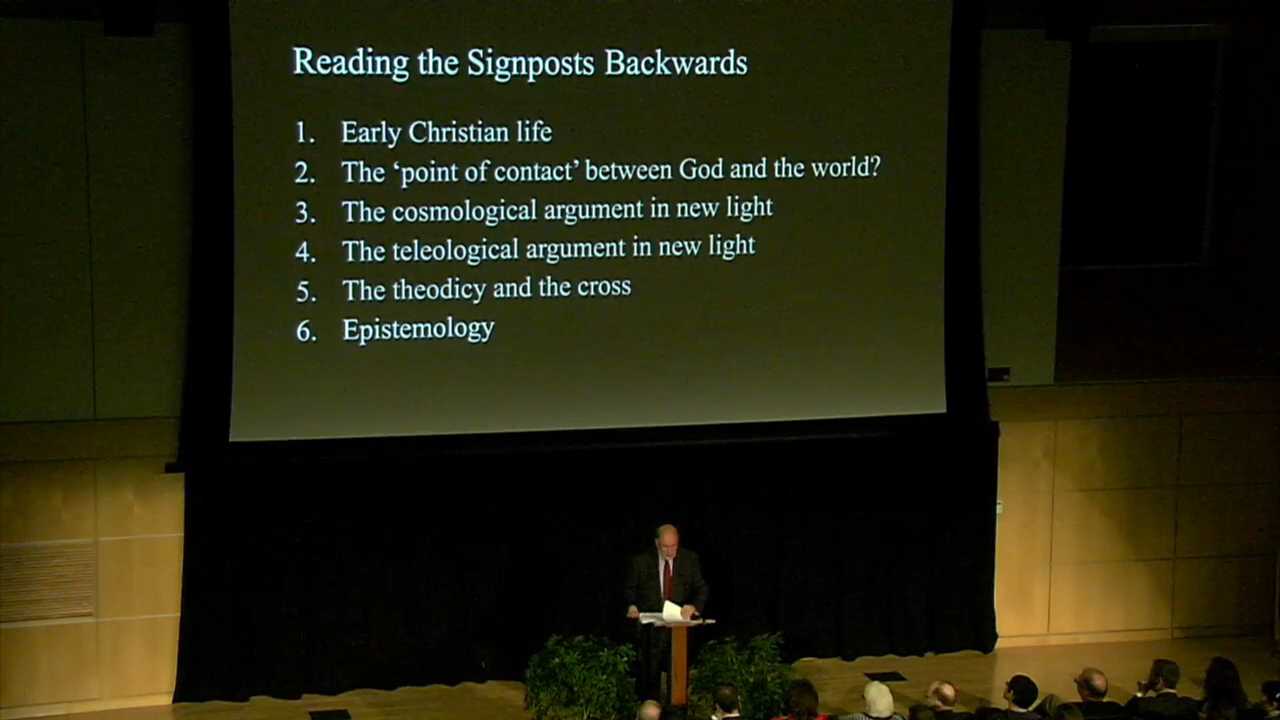 Reading the Signposts Backwards
1. Early Christian life
2. The ‘point of contact’ between God and the world?
3. The cosmological argument in new light
4. The teleological argument in new light
5. The theodicy and the cross
6. Epistemology